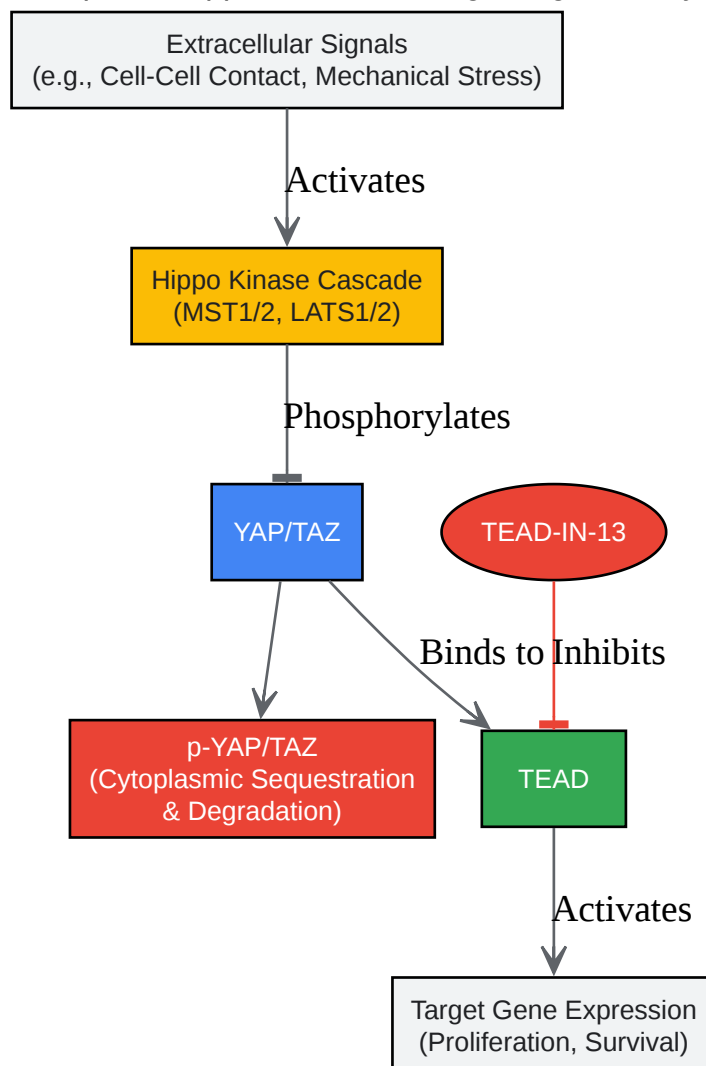 Extracellular Signals
(e.g., Cell-Cell Contact, Mechanical Stress)
Activates
Hippo Kinase Cascade
(MST1/2, LATS1/2)
Phosphorylates
YAP/TAZ
TEAD-IN-13
Binds to
Inhibits
p-YAP/TAZ
(Cytoplasmic Sequestration
& Degradation)
TEAD
Activates
Target Gene Expression
(Proliferation, Survival)